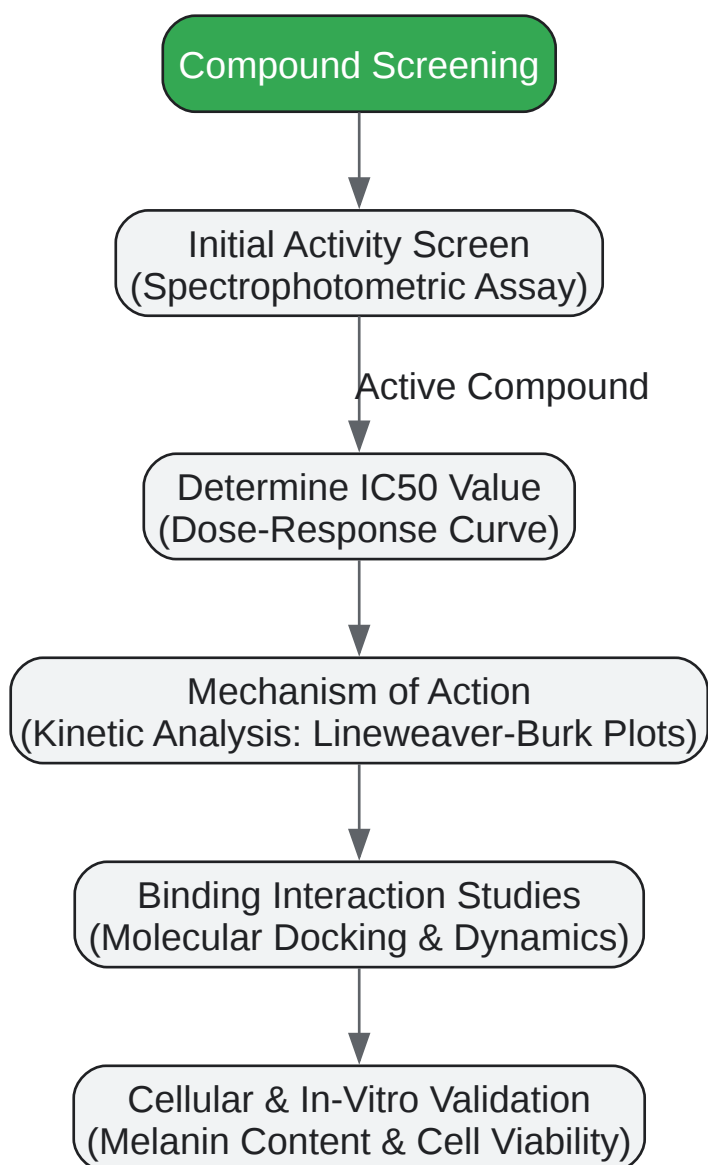 Compound Screening
Initial Activity Screen
(Spectrophotometric Assay)
Active Compound
Determine IC50 Value
(Dose-Response Curve)
Mechanism of Action
(Kinetic Analysis: Lineweaver-Burk Plots)
Binding Interaction Studies
(Molecular Docking & Dynamics)
Cellular & In-Vitro Validation
(Melanin Content & Cell Viability)